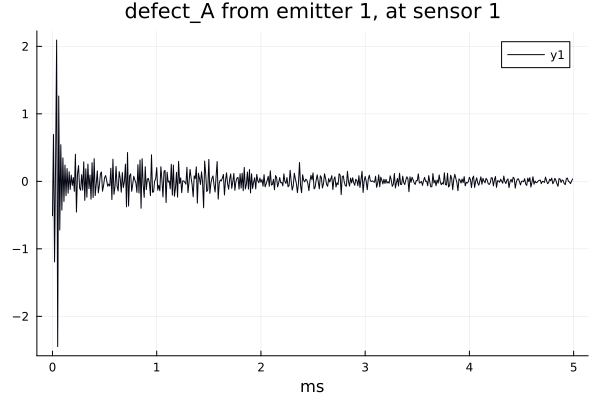 defect_A from emitter 1, at sensor 1
y1
2
1
0
−1
−2
0 1 2 3 4 5
ms